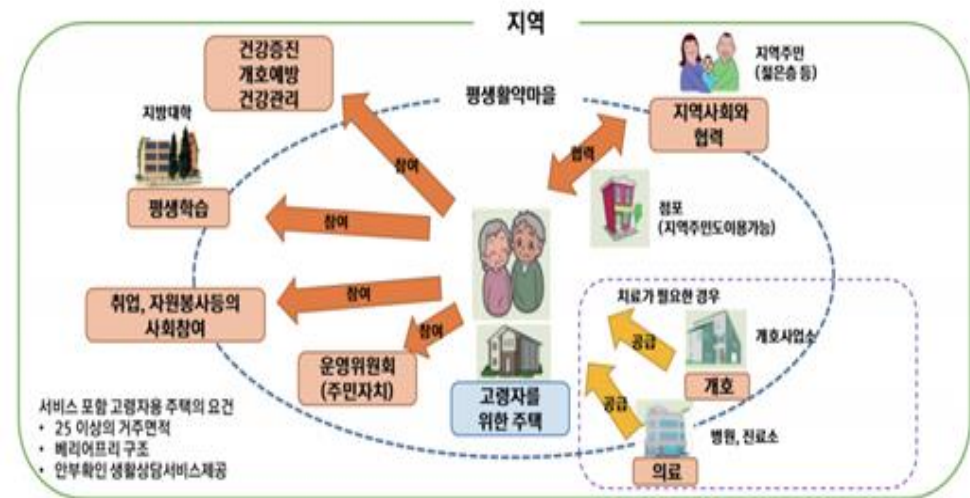 지역
건강증진
개호예방
건강관리
지역주민
(젊은층 등)
평생활약마을
지역사회와
협력
지방대학
협력
참여
평생학습
점포
(지역주민도이용가능)
참여
취업, 자원봉사등의
사회참여
참여
치료가 필요한 경우
참여
공급
개호사업소
운영위원회
(주민자치)
개호
고령자를
위한 주택
공급
병원, 진료소
의료
서비스 포함 고령자용 주택의 요건
• 25 이상의 거주면적
• 베리어프리 구조
• 안부확인 생활상담서비스제공